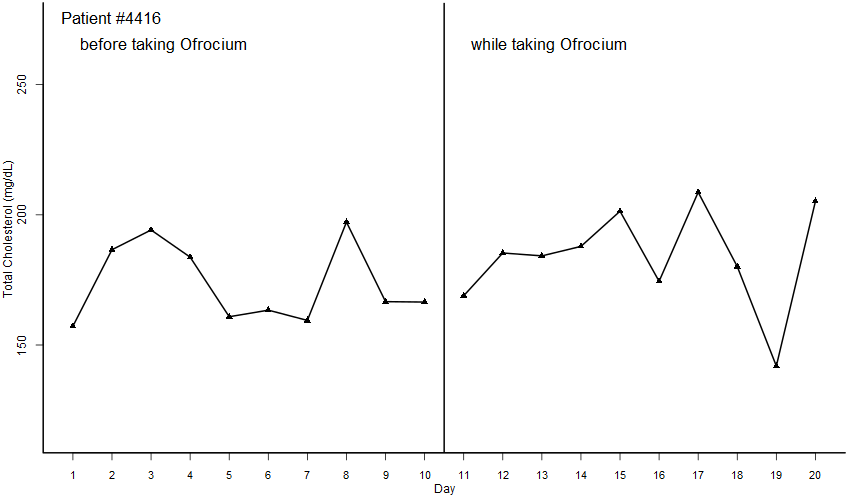 Patient #4416
before taking Ofrocium
while taking Ofrocium
Total Cholesterol (mg/dL)
250
200
150
1 2 3 4 5 6 7 8 9 10 11 12 13 14 15 16 17 18 19 20
Day